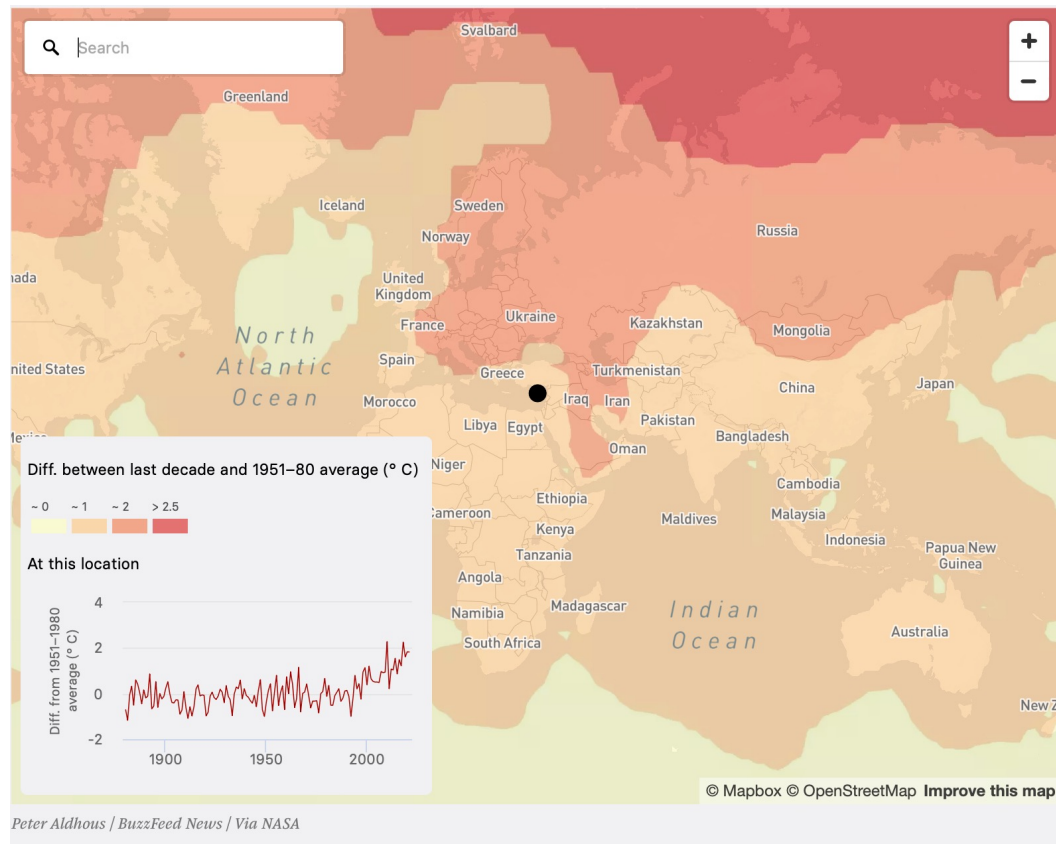 Search
+
−
Svalbard
Greenland
Iceland
Sweden
Norway
Russia
United
Kingdom
North
Atlantic
Ocean
France
Ukraine
Kazakhstan
Mongolia
Spain
Greece
Turkmenistan
China
Japan
Morocco
Iraq
Iran
Pakistan
Libya
Egypt
Bangladesh
Oman
Niger
Cambodia
Ethiopia
Cameroon
Maldives
Malaysia
Kenya
Indonesia
Tanzania
Papua New
Guinea
Angola
Namibia
Madagascar
Indian
Ocean
Australia
South Africa
nada
nited States
Mexico
New Z
Diff. between last decade and 1951–80 average (° C)
~ 0 ~ 1 ~ 2 > 2.5
At this location
Diff. from 1951–1980
average (° C)
4
2
0
-2
1900 1950 2000
© Mapbox © OpenStreetMap Improve this map
Peter Aldhous / BuzzFeed News / Via NASA